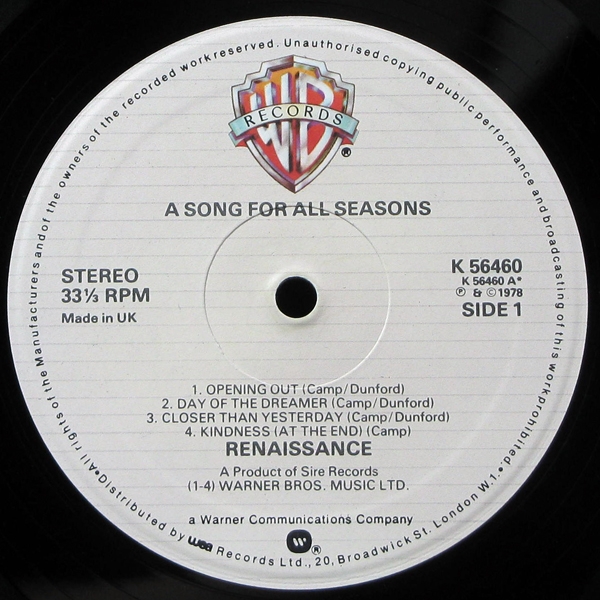 All rights of the Manufacturers and of the owners of the recorded work reserved. Unauthorised copying public performance and broadcasting of this work prohibited.
WB
RECORDS
®
A SONG FOR ALL SEASONS
STEREO
33⅓ RPM
Made in UK
K 56460
K 56460 A*
℗ & © 1978
SIDE 1
1. OPENING OUT (Camp/Dunford)
2. DAY OF THE DREAMER (Camp/Dunford)
3. CLOSER THAN YESTERDAY (Camp/Dunford)
4. KINDNESS (AT THE END) (Camp)
RENAISSANCE
A Product of Sire Records
(1-4) WARNER BROS. MUSIC LTD.
a Warner Communications Company
®
•Distributed by wea Records Ltd., 20, Broadwick St. London W.1.•